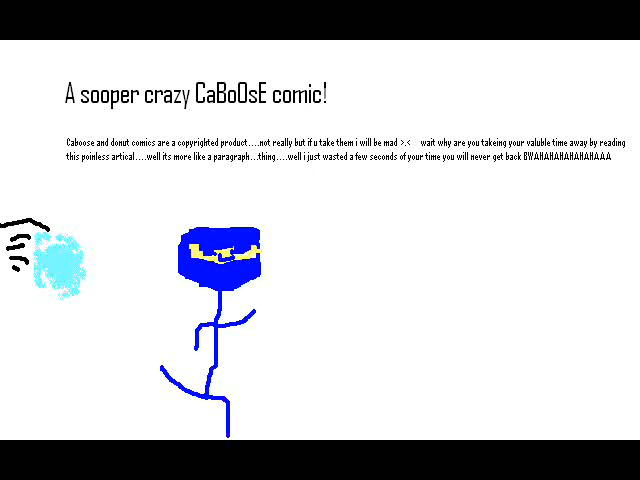 A sooper crazy CaBoOsE comic!
Caboose and donut comics are a copyrighted product....not really but if u take them i will be mad >.< wait why are you takeing your valuble time away by reading
this poinless artical....well its more like a paragraph...thing....well i just wasted a few seconds of your time you will never get back BWAHAHAHAHAHAHAAA